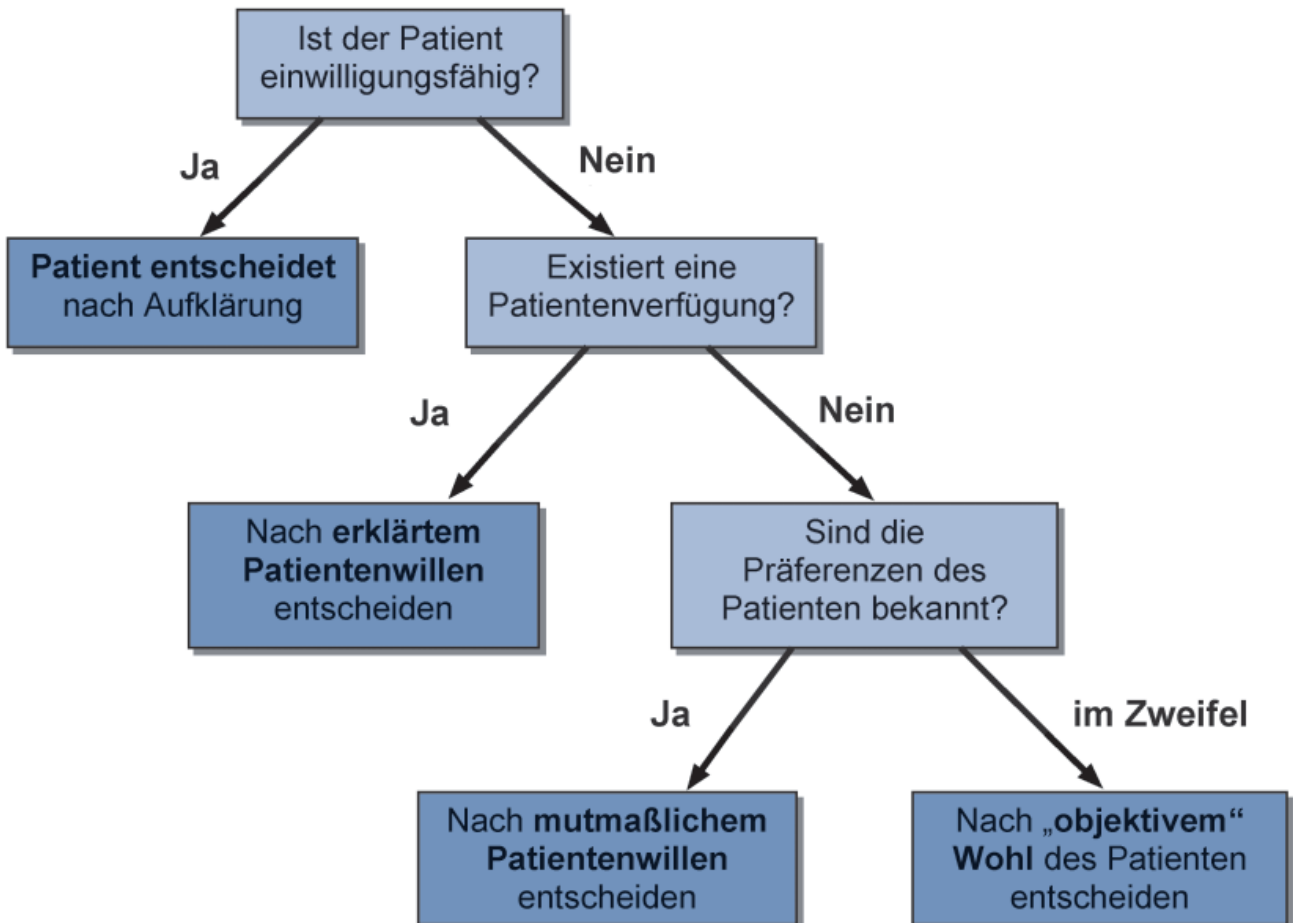 Ist der Patient
einwilligungsfähig?
Ja
Nein
Patient entscheidet
nach Aufklärung
Existiert eine
Patientenverfügung?
Ja
Nein
Nach erklärtem
Patientenwillen
entscheiden
Sind die
Präferenzen des
Patienten bekannt?
Ja
im Zweifel
Nach mutmaßlichem
Patientenwillen
entscheiden
Nach „objektivem“
Wohl des Patienten
entscheiden